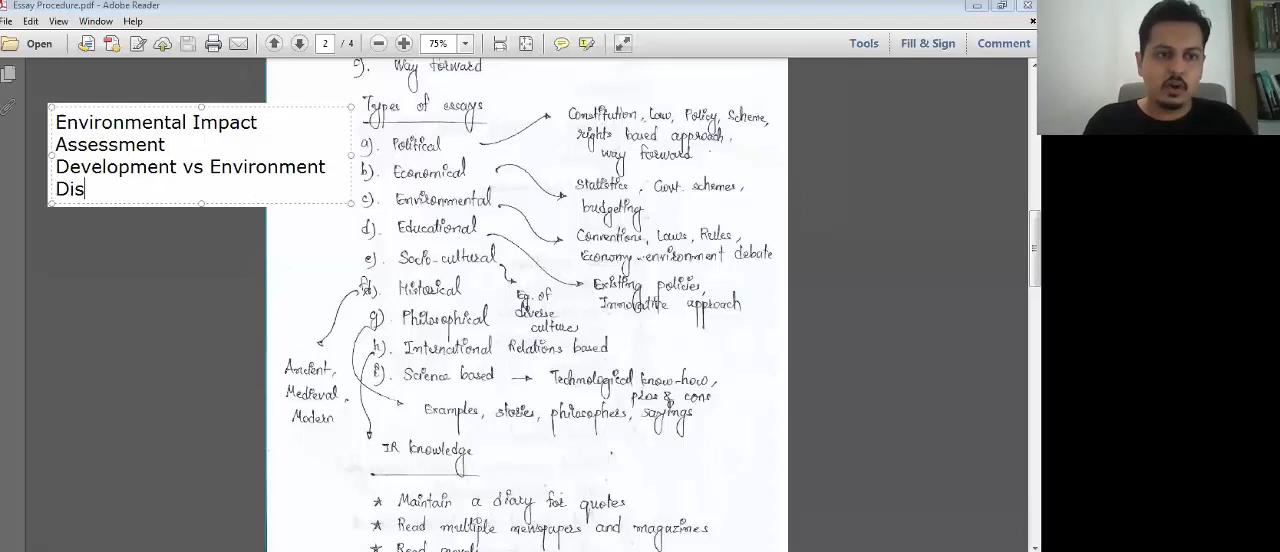 Essay Procedure.pdf - Adobe Reader
File Edit View Window Help
Open 2 / 4 75% Tools Fill & Sign Comment
Way forward
Types of essays
a). Political
Constitution, Law, Policy, Scheme,
rights based approach,
way forward
b). Economical
Statistics, Govt. schemes,
budgeting
c). Environmental
Conventions, Laws, Rules,
Economy-environment debate
d). Educational
Existing policies,
Innovative approach
e). Socio-cultural
Eg. of
diverse
culture
Historical
Ancient,
Medieval,
Modern
g). Philosophical
Examples, stories, philosophers, sayings
h). International Relations based
IR knowledge
i). Science based → Technological know-how,
pros & cons
* Maintain a diary for quotes
* Read multiple newspapers and magazines
* Read
Environmental Impact
Assessment
Development vs Environment
Dis